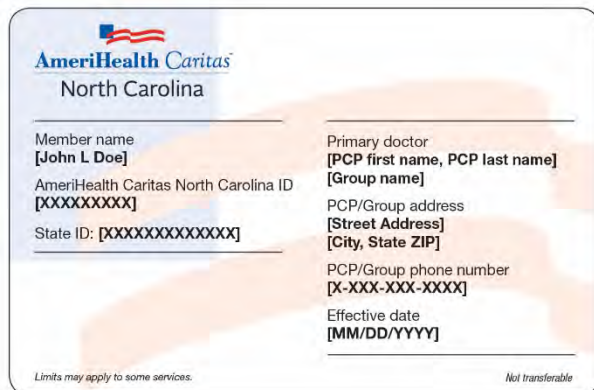 AmeriHealth Caritas
North Carolina
Member name
[John L Doe]
AmeriHealth Caritas North Carolina ID
[XXXXXXXXX]
State ID: [XXXXXXXXXXXXX]
Primary doctor
[PCP first name, PCP last name]
[Group name]
PCP/Group address
[Street Address]
[City, State ZIP]
PCP/Group phone number
[X-XXX-XXX-XXXX]
Effective date
[MM/DD/YYYY]
Limits may apply to some services.
Not transferable